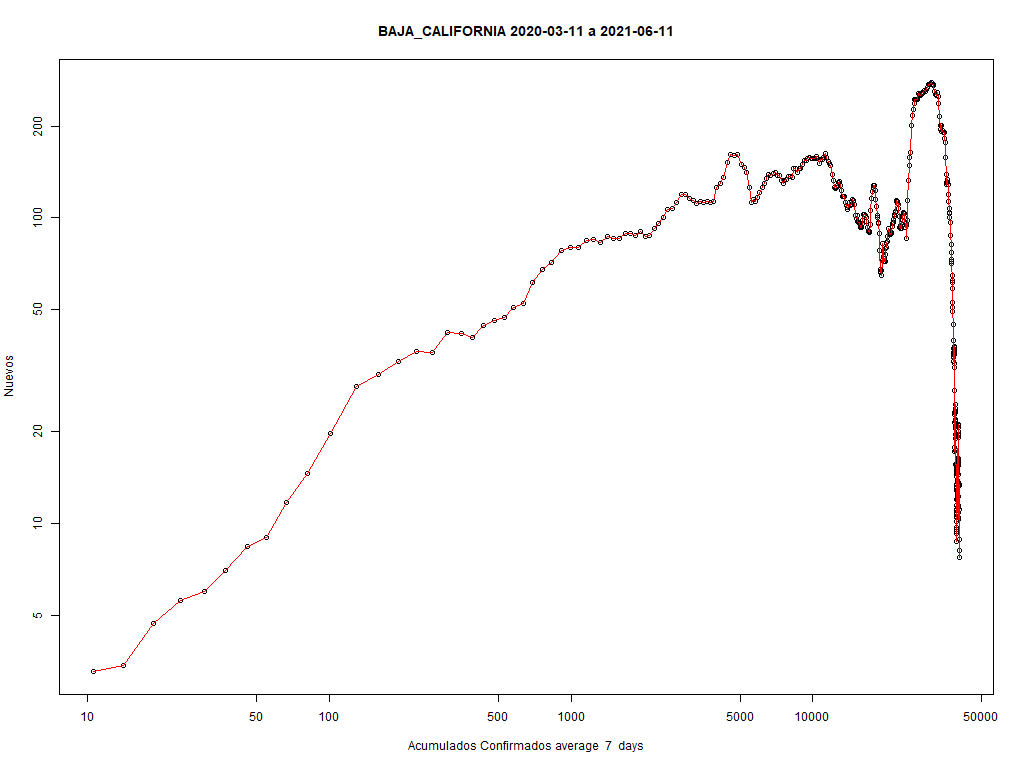 BAJA_CALIFORNIA 2020-03-11 a 2021-06-11
Nuevos
200
100
50
20
10
5
10 50 100 500 1000 5000 10000 50000
Acumulados Confirmados average 7 days